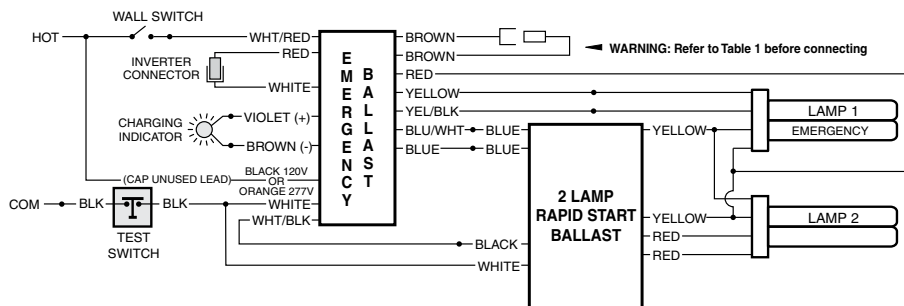 WALL SWITCH
HOT
WHT/RED
RED
INVERTER
CONNECTOR
WHITE
CHARGING
INDICATOR
VIOLET (+)
BROWN (-)
(CAP UNUSED LEAD)
BLACK 120V
OR
ORANGE 277V
COM
BLK
BLK
WHITE
WHT/BLK
TEST
SWITCH
EMERGENCY
BALLAST
BROWN
BROWN
WARNING: Refer to Table 1 before connecting
RED
YELLOW
YEL/BLK
BLU/WHT
BLUE
BLUE
BLUE
2 LAMP
RAPID START
BALLAST
BLACK
WHITE
YELLOW
YELLOW
RED
RED
LAMP 1
EMERGENCY
LAMP 2